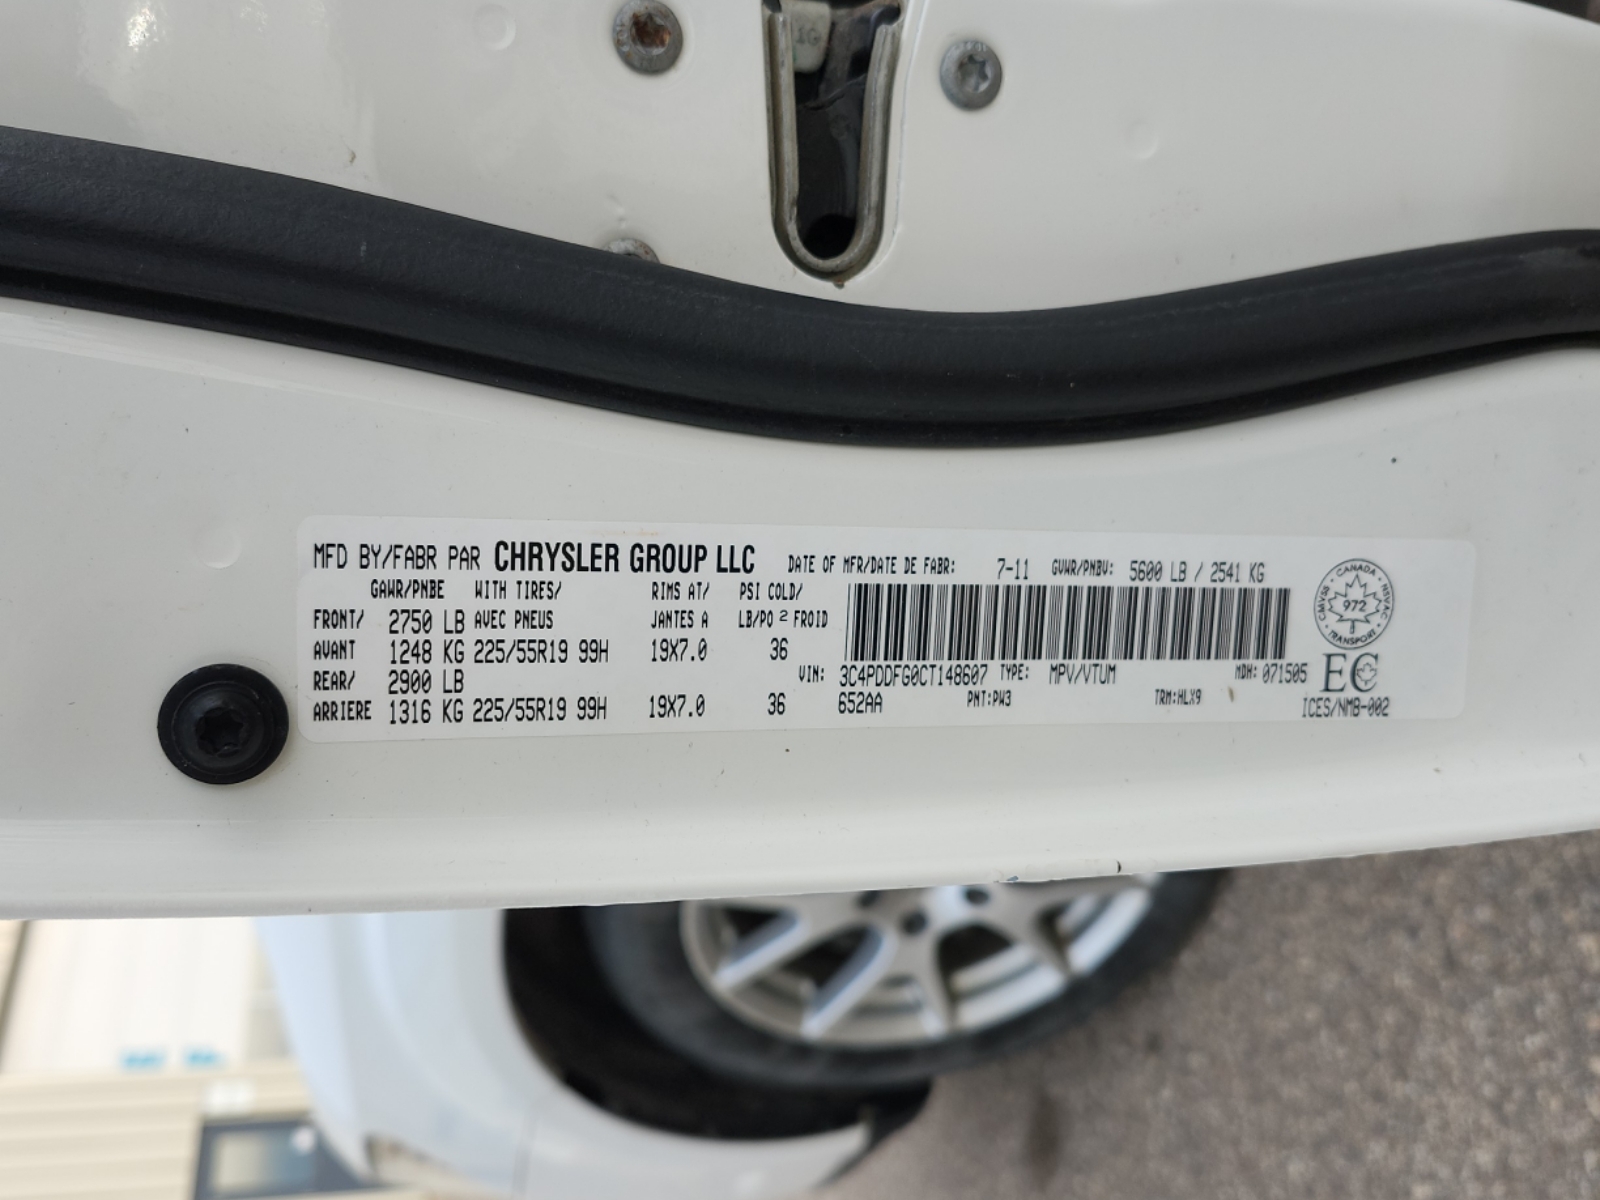 1G
MFD BY/FABR PAR CHRYSLER GROUP LLC DATE OF MFR/DATE DE FABR: 7-11 GVWR/PNBV: 5600 LB / 2541 KG
GAWR/PNBE WITH TIRES/ RIMS AT/ PSI COLD/
FRONT/ 2750 LB AVEC PNEUS JANTES A LB/PO 2 FROID
AVANT 1248 KG 225/55R19 99H 19X7.0 36
REAR/ 2900 LB VIN: 3C4PDDFG0CT148607 TYPE: MPV/VTUM MDH: 071505
ARRIERE 1316 KG 225/55R19 99H 19X7.0 36 652AA PNT:PW3 TRM:HLX9 ICES/NMB-002
CANADA
CMVSS NSVAC
972
TRANSPORT
EC